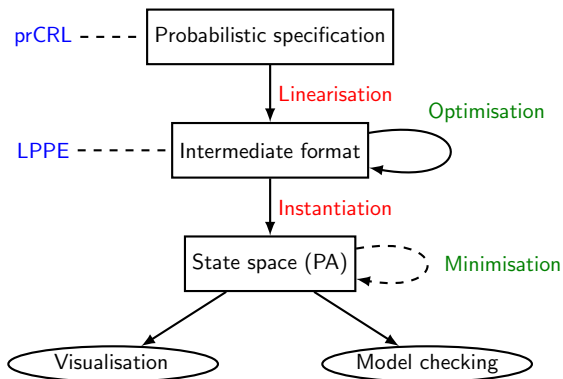 prCRL
Probabilistic specification
Linearisation
Optimisation
LPPE
Intermediate format
Instantiation
State space (PA)
Minimisation
Visualisation
Model checking